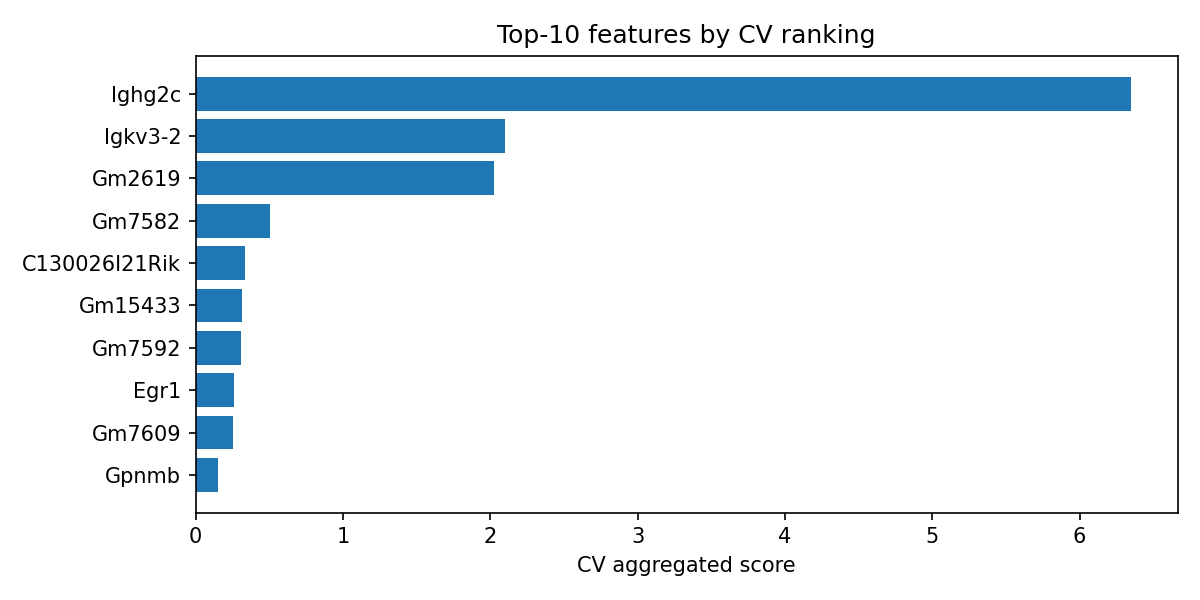 Top-10 features by CV ranking
Ighg2c
Igkv3-2
Gm2619
Gm7582
C130026I21Rik
Gm15433
Gm7592
Egr1
Gm7609
Gpnmb
0 1 2 3 4 5 6
CV aggregated score